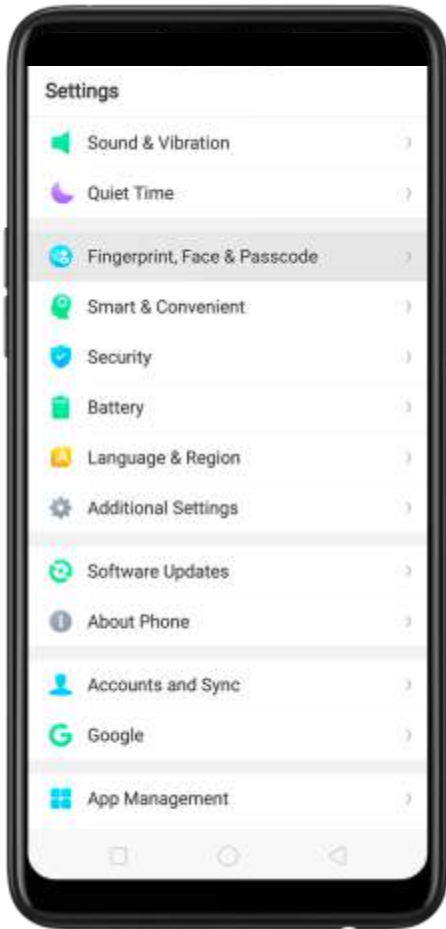 Settings
Sound & Vibration
Quiet Time
Fingerprint, Face & Passcode
Smart & Convenient
Security
Battery
Language & Region
Additional Settings
Software Updates
About Phone
Accounts and Sync
Google
App Management